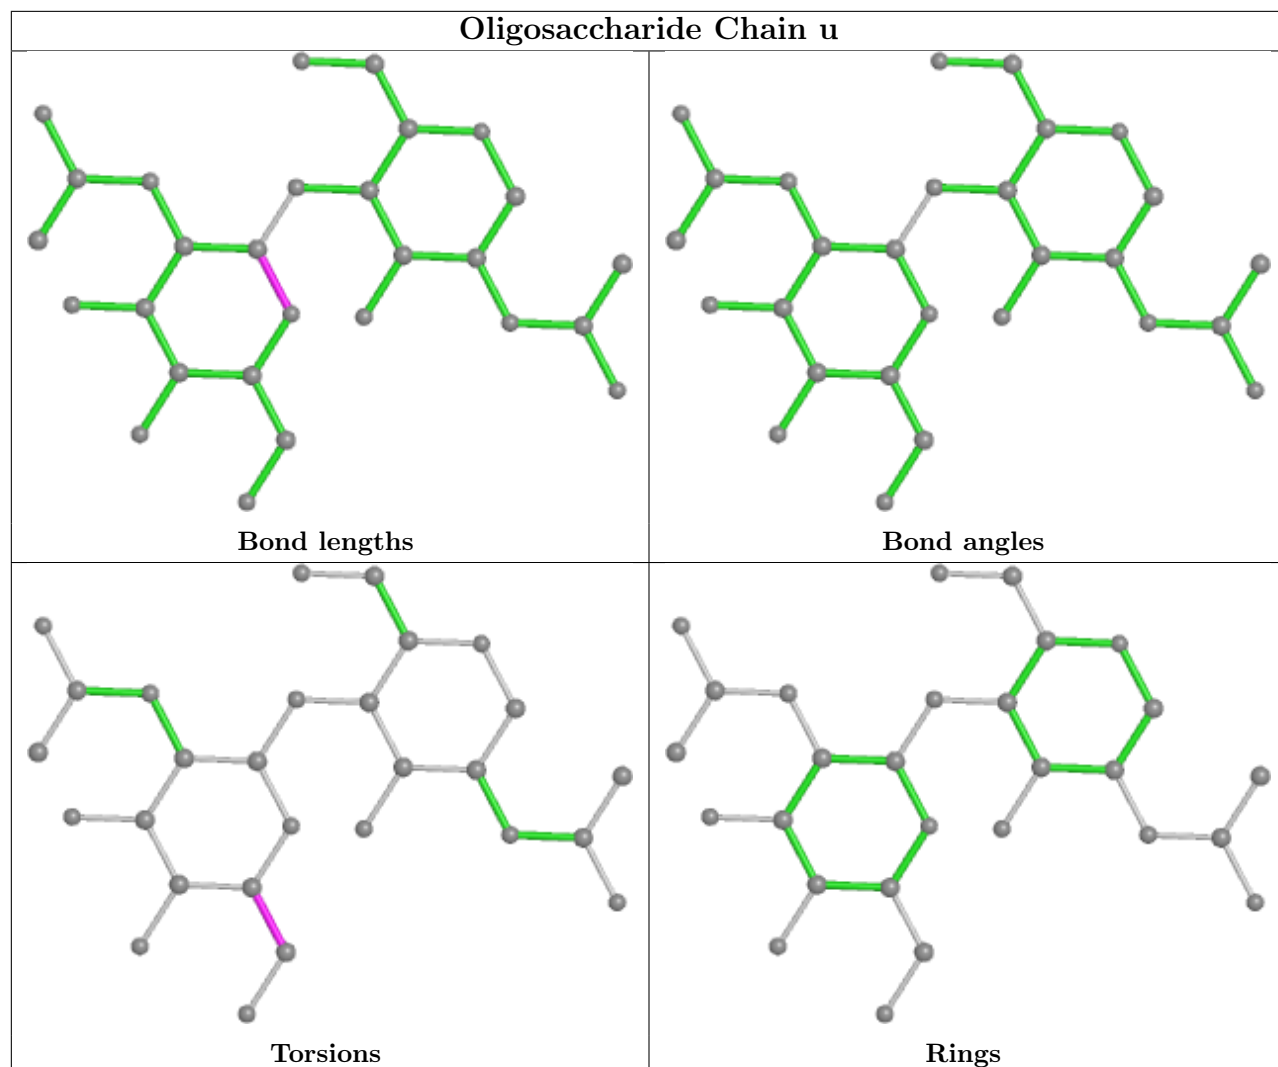 Oligosaccharide Chain u
Bond lengths
Bond angles
Torsions
Rings